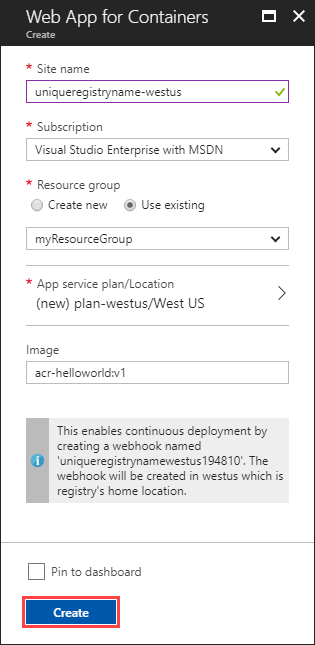 Web App for Containers
Create
* Site name
uniqueregistryname-westus
* Subscription
Visual Studio Enterprise with MSDN
* Resource group
Create new Use existing
myResourceGroup
* App service plan/Location
(new) plan-westus/West US
Image
acr-helloworld:v1
This enables continuous deployment by
creating a webhook named
'uniqueregistrynamewestus194810'. The
webhook will be created in westus which is
registry's home location.
Pin to dashboard
Create